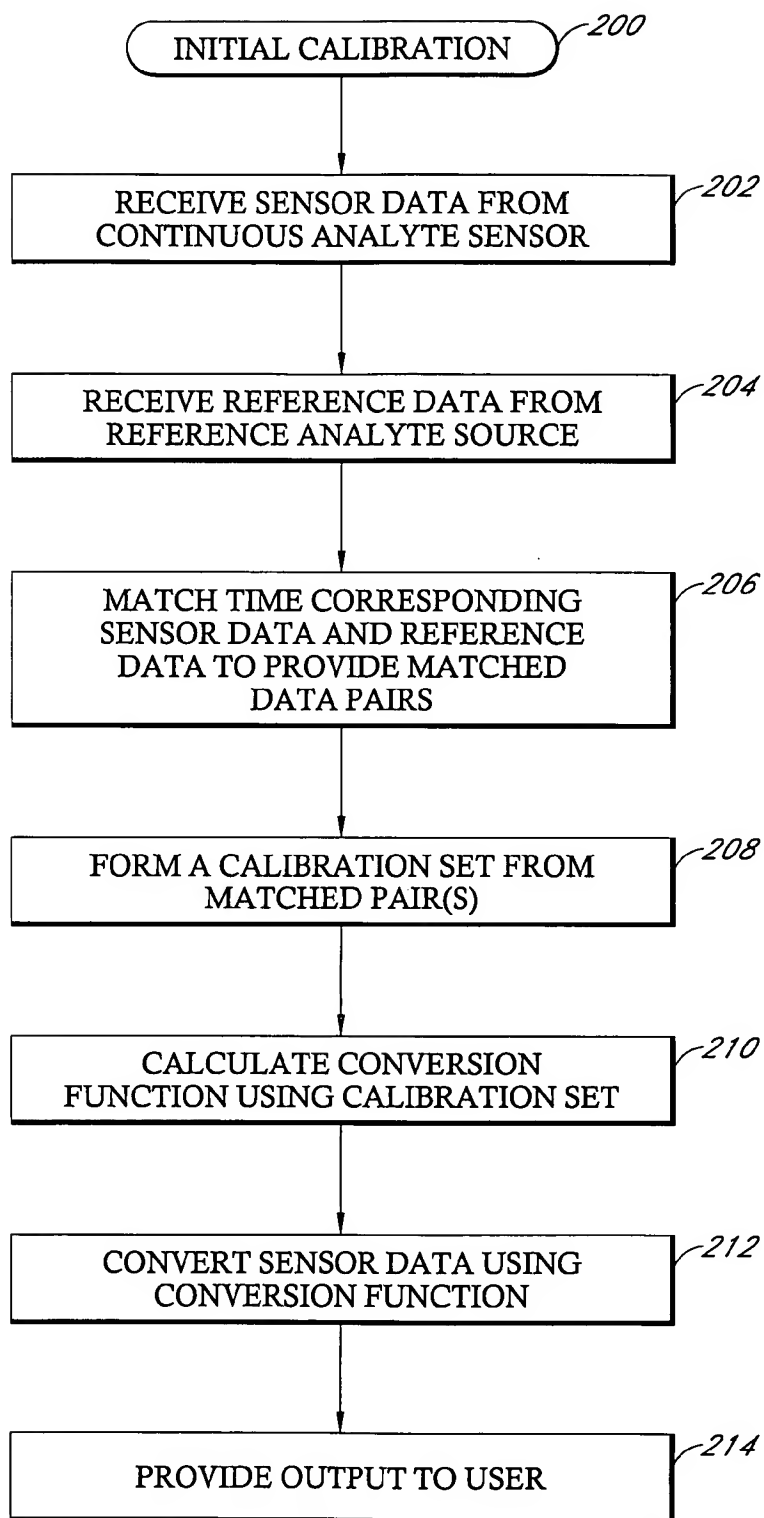 INITIAL CALIBRATION
200
RECEIVE SENSOR DATA FROM
CONTINUOUS ANALYTE SENSOR
202
RECEIVE REFERENCE DATA FROM
REFERENCE ANALYTE SOURCE
204
MATCH TIME CORRESPONDING
SENSOR DATA AND REFERENCE
DATA TO PROVIDE MATCHED
DATA PAIRS
206
FORM A CALIBRATION SET FROM
MATCHED PAIR(S)
208
CALCULATE CONVERSION
FUNCTION USING CALIBRATION SET
210
CONVERT SENSOR DATA USING
CONVERSION FUNCTION
212
PROVIDE OUTPUT TO USER
214